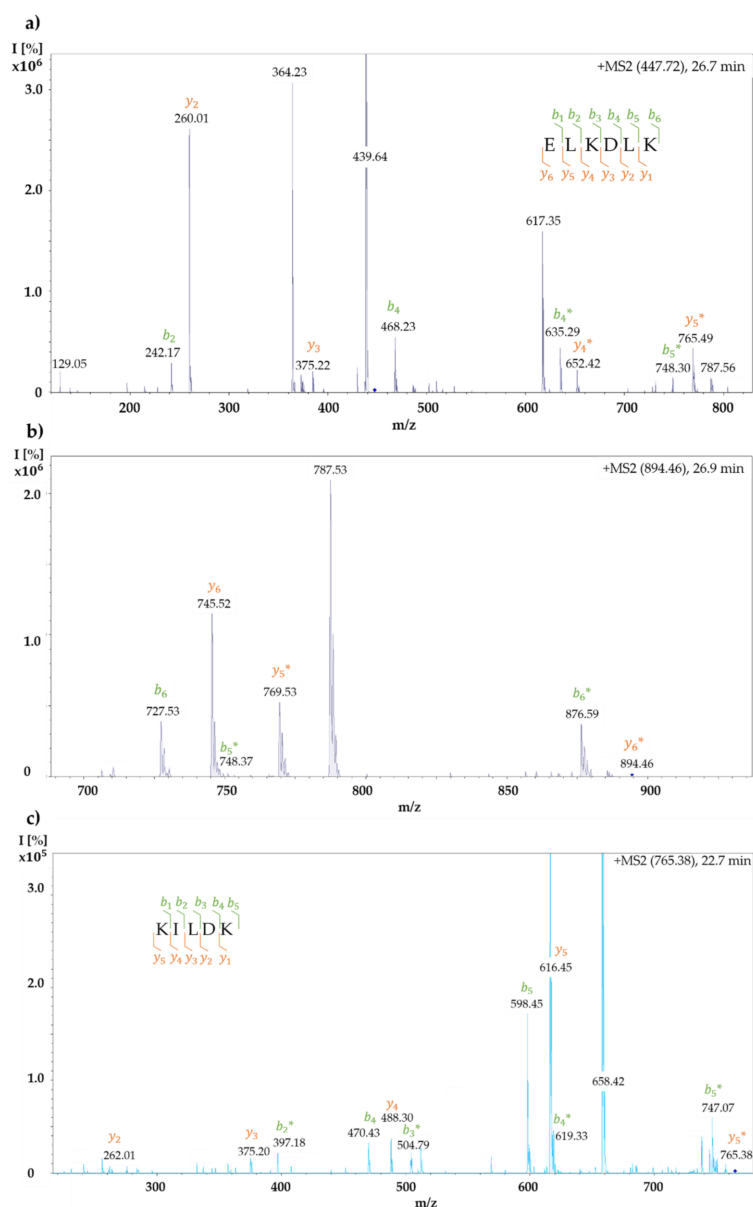 a)
I [%]
x10⁶
+MS2 (447.72), 26.7 min
3.0
2.0
1.0
0
y₂
260.01
364.23
439.64
b₁ b₂ b₃ b₄ b₅ b₆
E L K D L K
y₆ y₅ y₄ y₃ y₂ y₁
617.35
129.05
b₂
242.17
y₃
375.22
b₄
468.23
b₄*
635.29
y₄*
652.42
b₅*
748.30
y₅*
765.49
787.56
200 300 400 500 600 700 800
m/z
b)
I [%]
x10⁶
+MS2 (894.46), 26.9 min
2.0
1.0
0
787.53
y₆
745.52
b₆
727.53
b₅*
748.37
y₅*
769.53
b₆*
876.59
y₆*
894.46
700 750 800 850 900
m/z
c)
I [%]
x10⁵
+MS2 (765.38), 22.7 min
3.0
2.0
1.0
0
b₁ b₂ b₃ b₄ b₅
K I L D K
y₅ y₄ y₃ y₂ y₁
y₅
616.45
b₅
598.45
658.42
y₂
262.01
y₃
375.20
b₂*
397.18
b₄
470.43
y₄
488.30
b₃*
504.79
b₄*
619.33
b₅*
747.07
y₅*
765.38
300 400 500 600 700
m/z